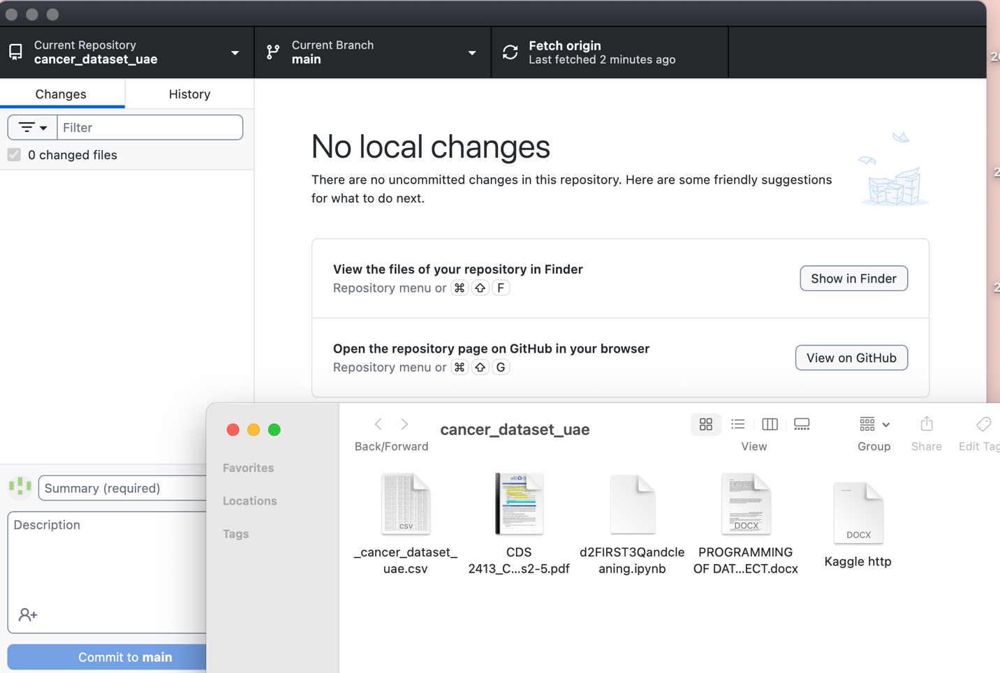 Current Repository
cancer_dataset_uae
Current Branch
main
Fetch origin
Last fetched 2 minutes ago
Changes
History
Filter
0 changed files
No local changes
There are no uncommitted changes in this repository. Here are some friendly suggestions
for what to do next.
View the files of your repository in Finder
Repository menu or ⌘ ⇧ F
Show in Finder
Open the repository page on GitHub in your browser
Repository menu or ⌘ ⇧ G
View on GitHub
Summary (required)
Description
Commit to main
cancer_dataset_uae
Back/Forward
View
Group
Share
Edit Tag
Favorites
Locations
Tags
CSV
_cancer_dataset_
uae.csv
CDS
2413_C...s2-5.pdf
d2FIRST3Qandcle
aning.ipynb
DOCX
PROGRAMMING
OF DAT...ECT.docx
DOCX
Kaggle http